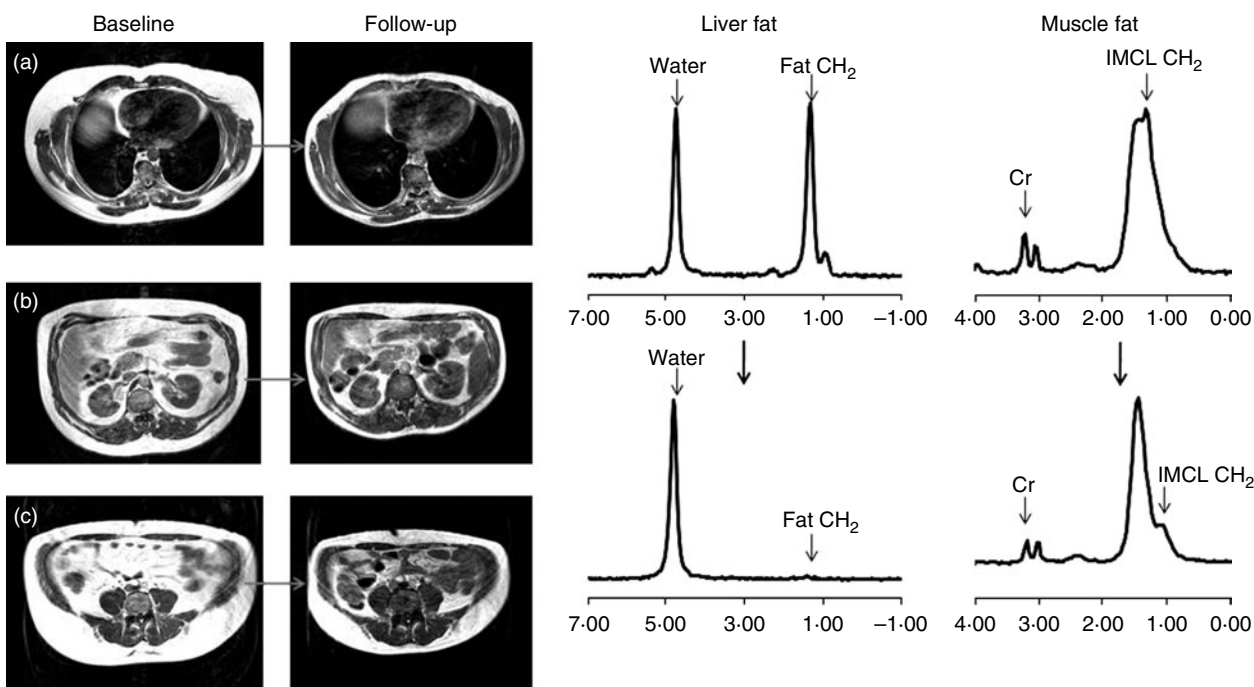 Baseline
Follow-up
Liver fat
Muscle fat
(a)
Water
Fat CH₂
IMCL CH₂
Cr
7·00 5·00 3·00 1·00 –1·00
4·00 3·00 2·00 1·00 0·00
(b)
Water
Fat CH₂
Cr
IMCL CH₂
7·00 5·00 3·00 1·00 –1·00
4·00 3·00 2·00 1·00 0·00
(c)